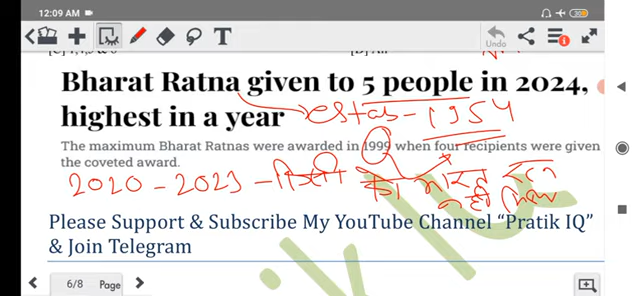 12:09 AM
Undo
Bharat Ratna given to 5 people in 2024,
highest in a year estab - 1954
The maximum Bharat Ratnas were awarded in 1999 when four recipients were given
the coveted award.
2020 - 2023 - किसी को भारत रत्न
नहीं मिला
Please Support & Subscribe My YouTube Channel “Pratik IQ”
& Join Telegram
6/8 Page